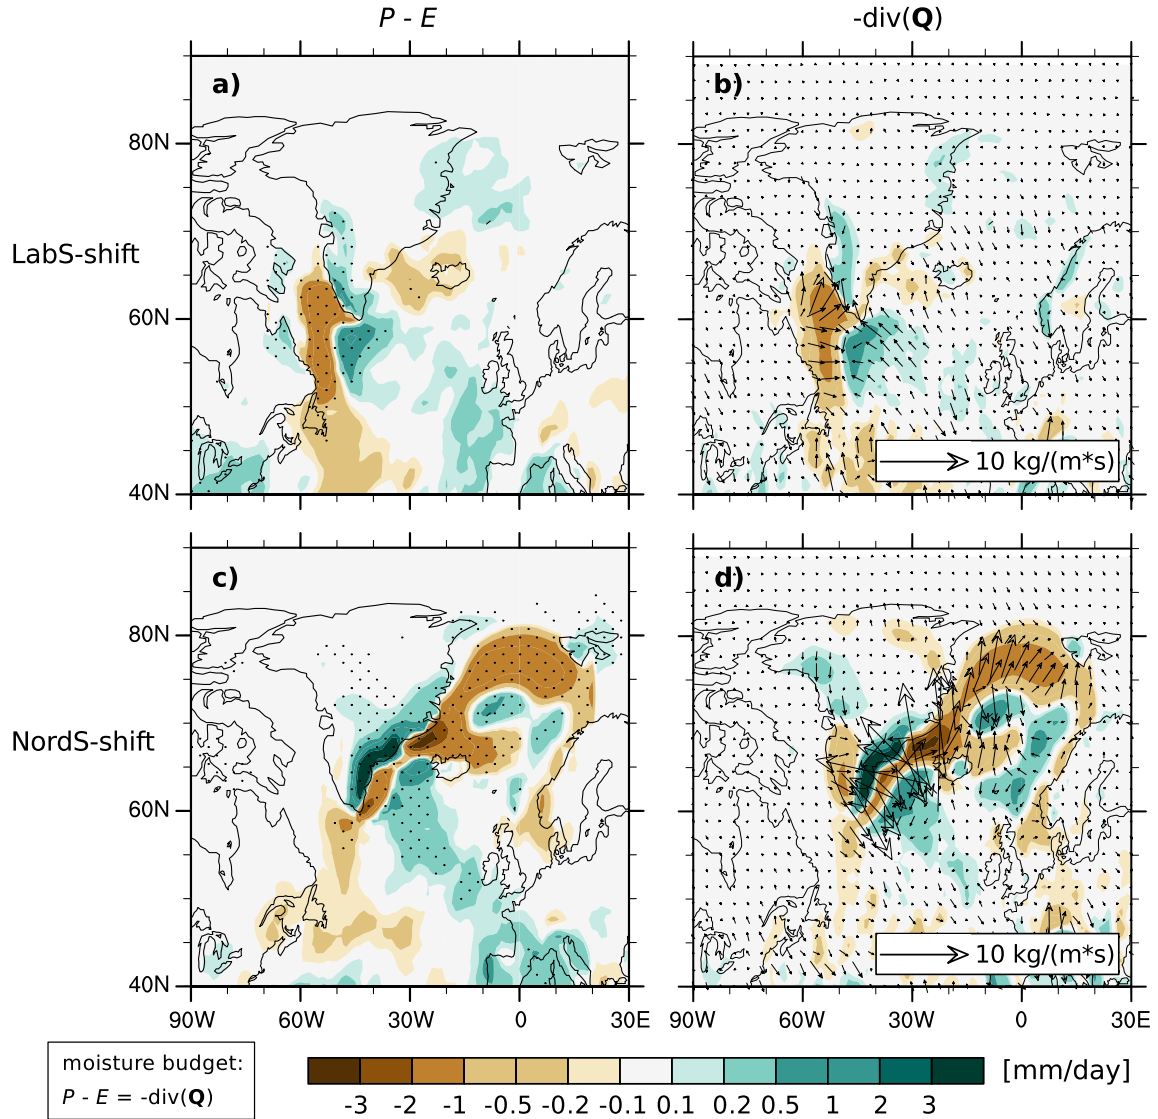 P - E
-div(Q)
a)
b)
80N
LabS-shift
60N
10 kg/(m*s)
40N
c)
d)
80N
NordS-shift
60N
10 kg/(m*s)
40N
90W 60W 30W 0 30E 90W 60W 30W 0 30E
moisture budget:
P - E = -div(Q)
[mm/day]
-3 -2 -1 -0.5 -0.2 -0.1 0.1 0.2 0.5 1 2 3